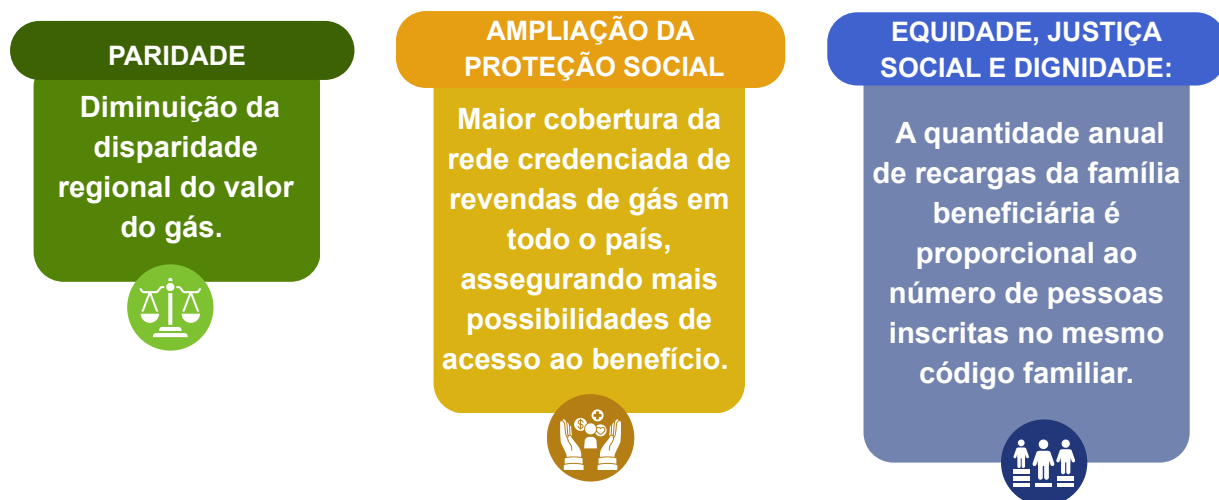 PARIDADE
Diminuição da
disparidade
regional do valor
do gás.
AMPLIAÇÃO DA
PROTEÇÃO SOCIAL
Maior cobertura da
rede credenciada de
revendas de gás em
todo o país,
assegurando mais
possibilidades de
acesso ao benefício.
EQUIDADE, JUSTIÇA
SOCIAL E DIGNIDADE:
A quantidade anual
de recargas da família
beneficiária é
proporcional ao
número de pessoas
inscritas no mesmo
código familiar.